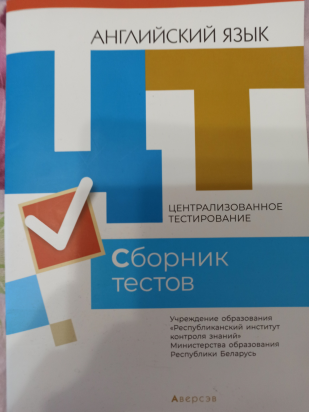 АНГЛИЙСКИЙ ЯЗЫК
ЦТ
ЦЕНТРАЛИЗОВАННОЕ
ТЕСТИРОВАНИЕ
Сборник
тестов
Учреждение образования
«Республиканский институт
контроля знаний»
Министерства образования
Республики Беларусь
Аверсэв